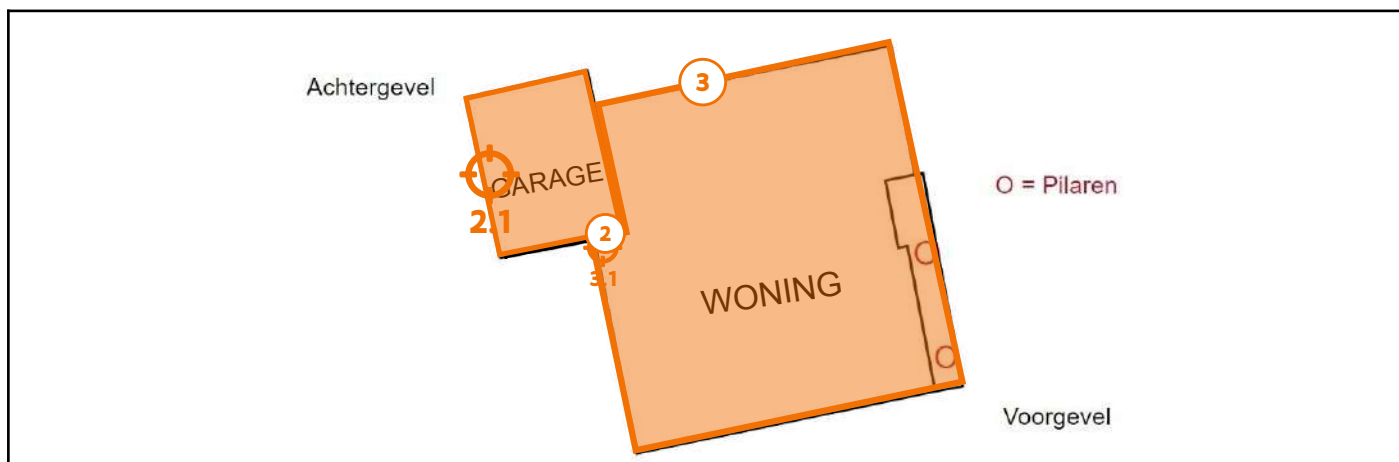 3
Achtergevel
GARAGE
O = Pilaren
2.1
2
3.1
O
WONING
O
Voorgevel